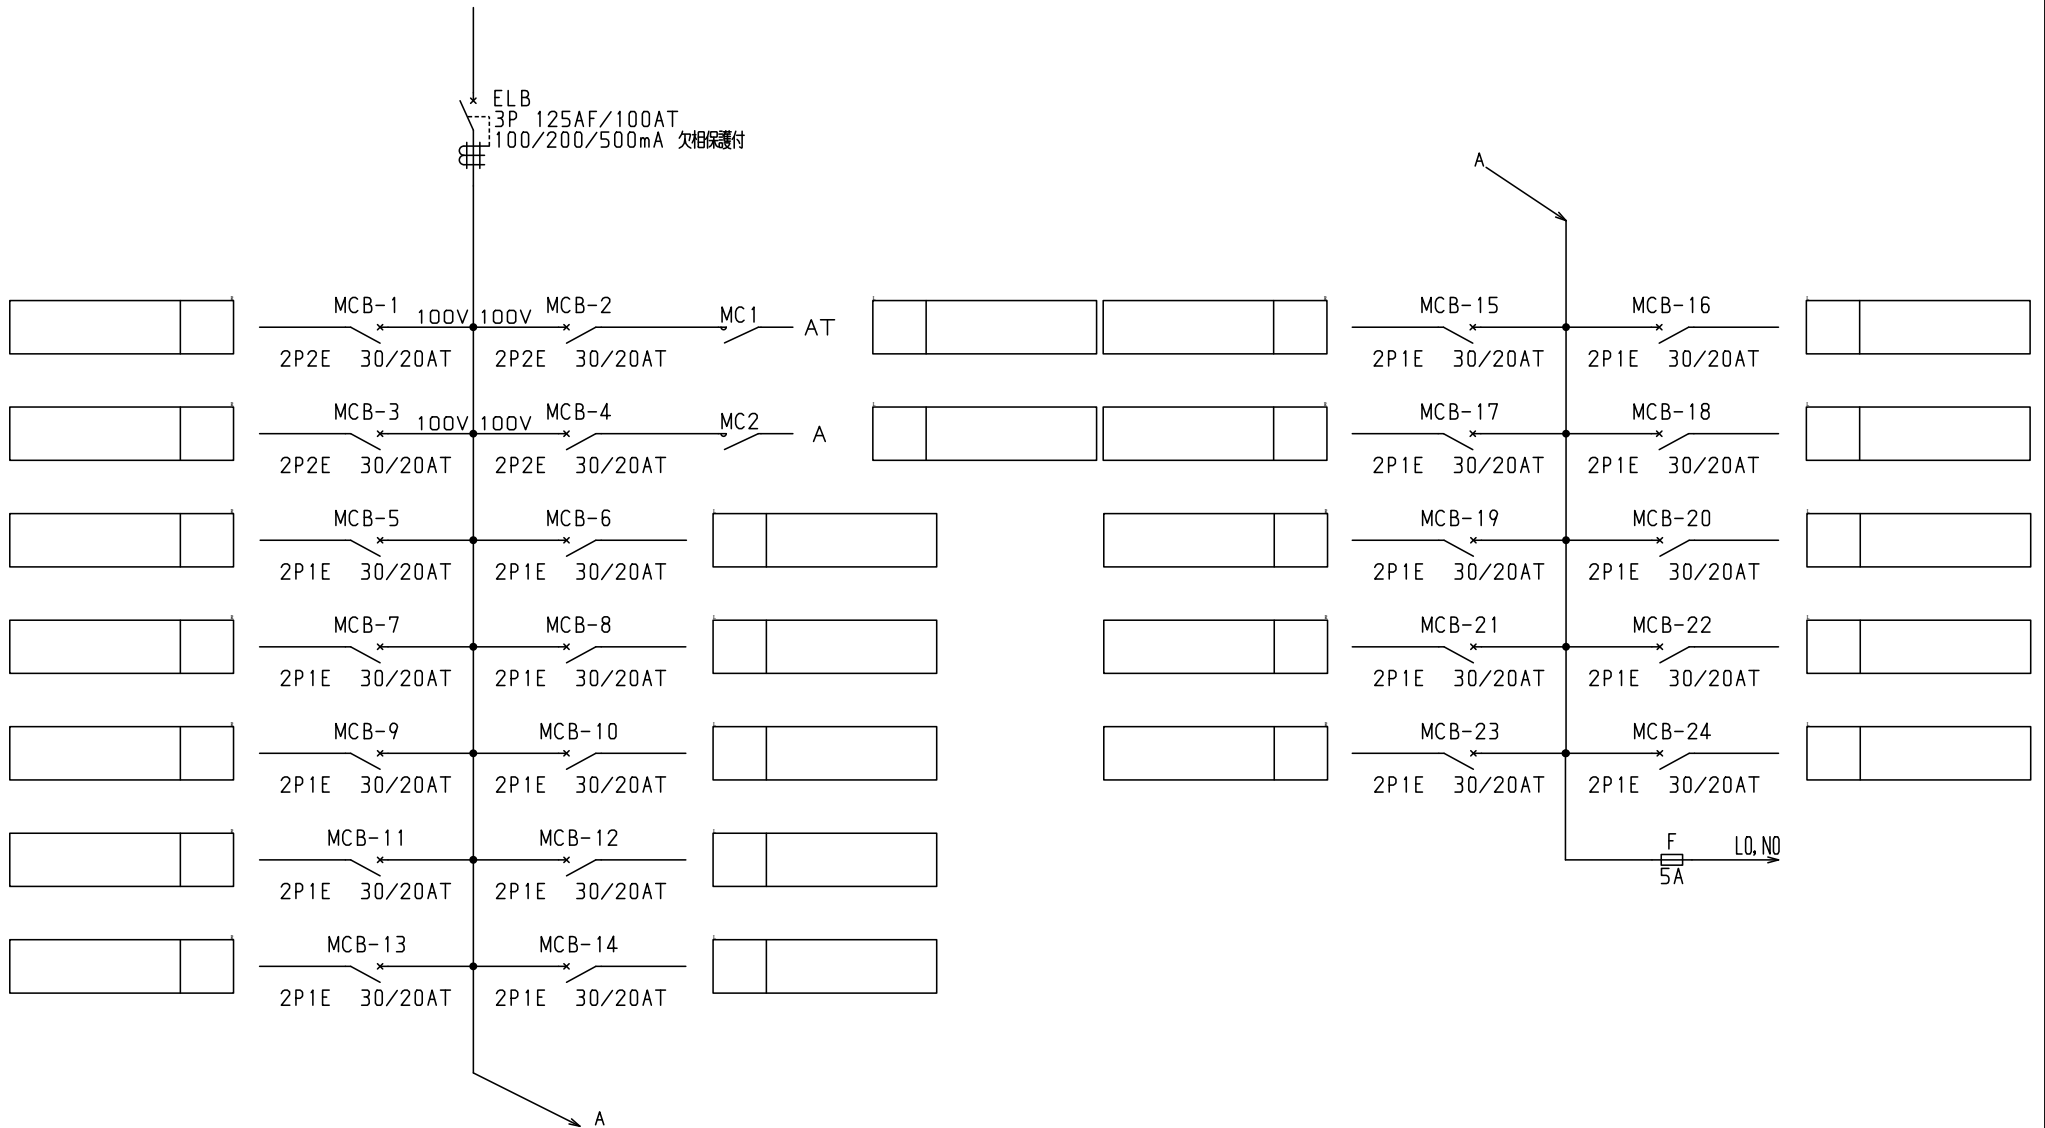 ELB
3P 125AF/100AT
100/200/500mA 欠相保護付
MCB-1 100V 100V MCB-2 MC1 AT
2P2E 30/20AT 2P2E 30/20AT
MCB-3 100V 100V MCB-4 MC2 A
2P2E 30/20AT 2P2E 30/20AT
MCB-5 MCB-6
2P1E 30/20AT 2P1E 30/20AT
MCB-7 MCB-8
2P1E 30/20AT 2P1E 30/20AT
MCB-9 MCB-10
2P1E 30/20AT 2P1E 30/20AT
MCB-11 MCB-12
2P1E 30/20AT 2P1E 30/20AT
MCB-13 MCB-14
2P1E 30/20AT 2P1E 30/20AT
A
A
MCB-15 MCB-16
2P1E 30/20AT 2P1E 30/20AT
MCB-17 MCB-18
2P1E 30/20AT 2P1E 30/20AT
MCB-19 MCB-20
2P1E 30/20AT 2P1E 30/20AT
MCB-21 MCB-22
2P1E 30/20AT 2P1E 30/20AT
MCB-23 MCB-24
2P1E 30/20AT 2P1E 30/20AT
F L0,N0
5A